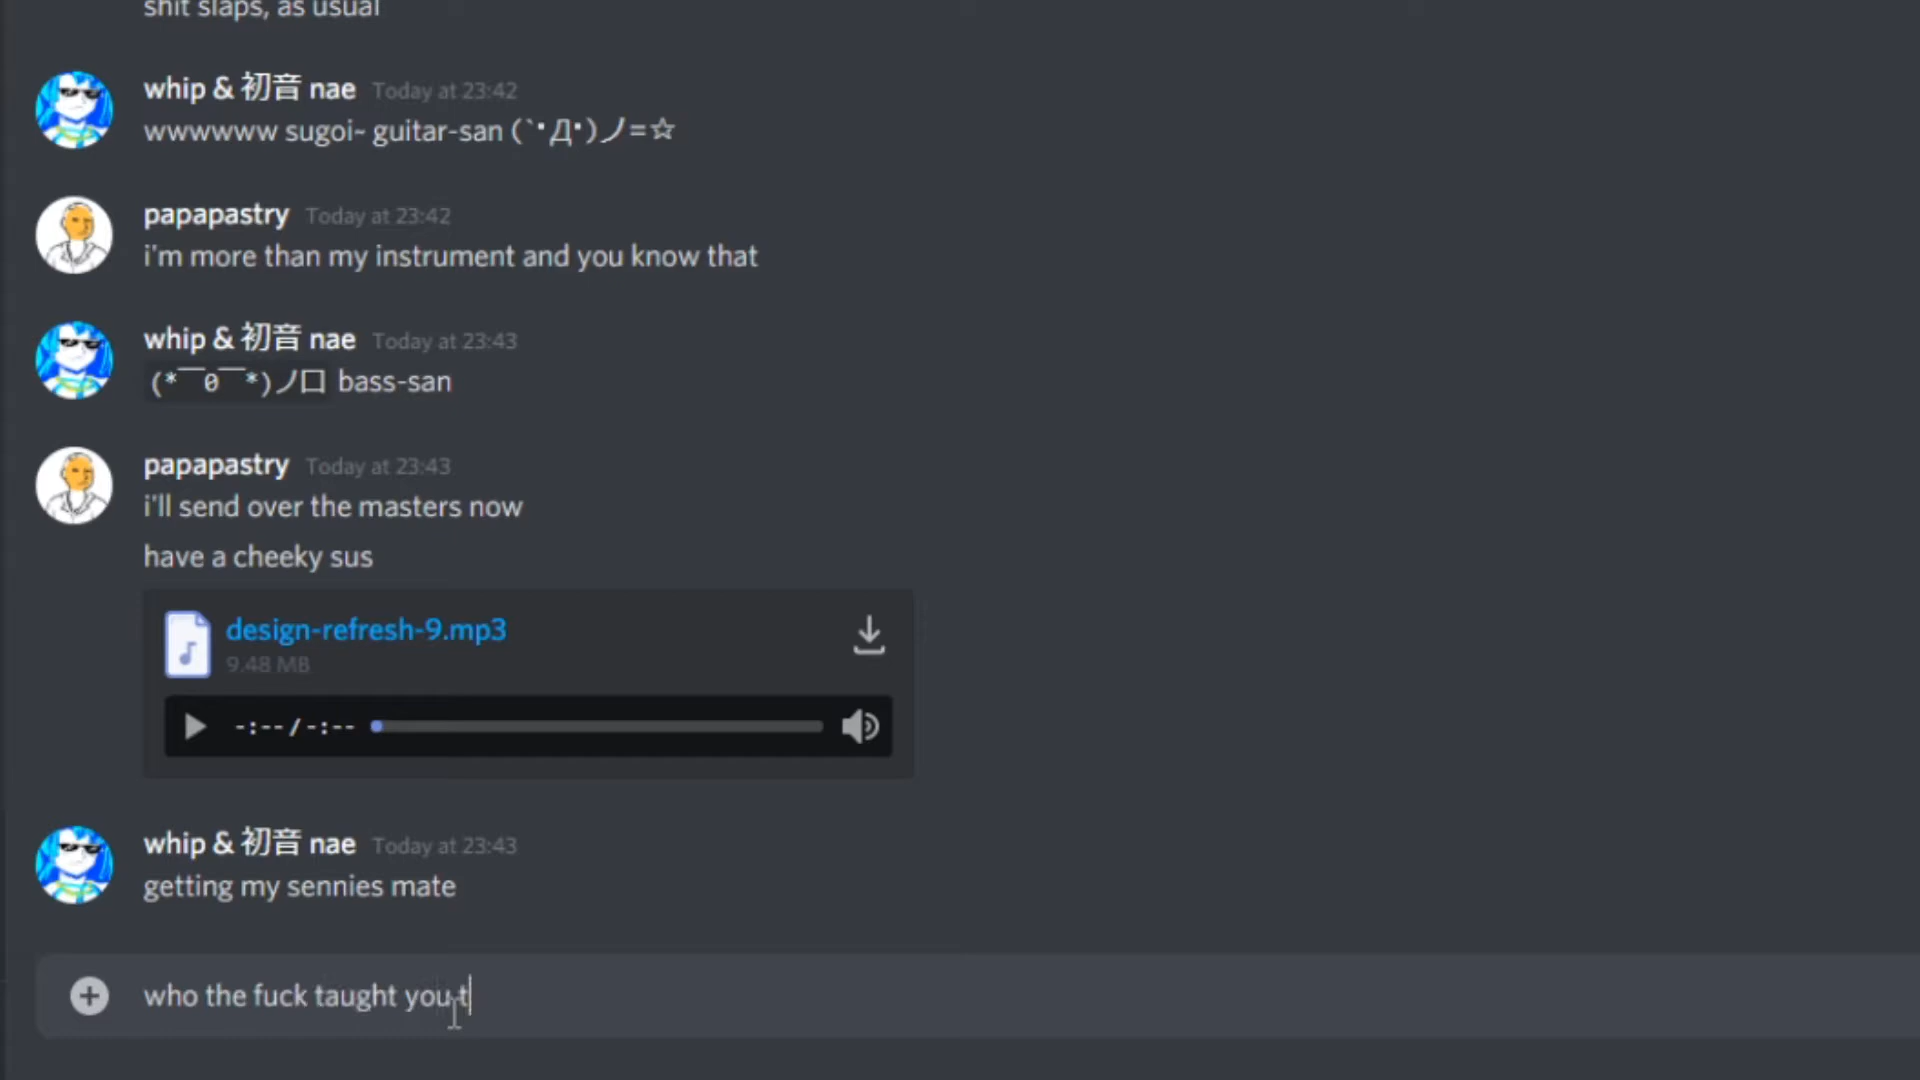 shit slaps, as usual
whip & 初音 nae Today at 23:42
wwwwww sugoi~ guitar-san (`･Д･)ノ=☆
papapastry Today at 23:42
i'm more than my instrument and you know that
whip & 初音 nae Today at 23:43
(*￣0￣*)ノ口 bass-san
papapastry Today at 23:43
i'll send over the masters now
have a cheeky sus
design-refresh-9.mp3
9.48 MB
-:-- / -:--
whip & 初音 nae Today at 23:43
getting my sennies mate
who the fuck taught you t